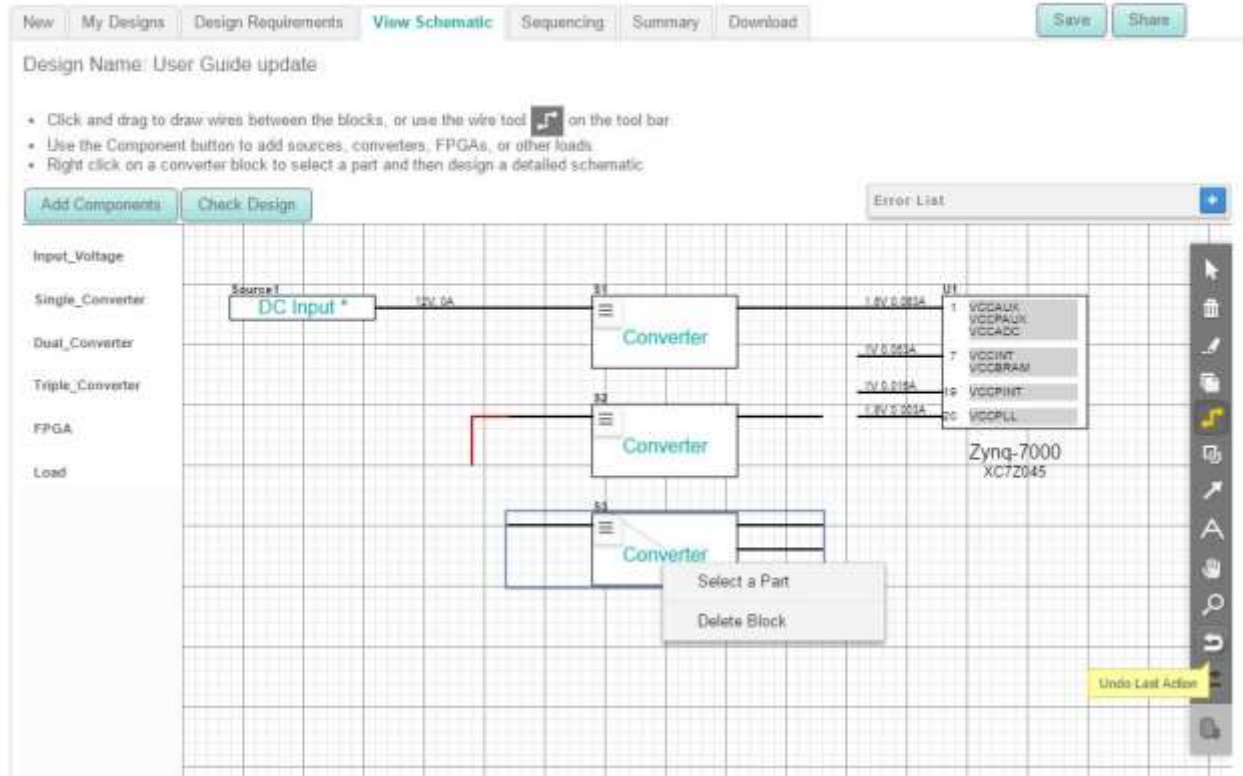 New My Designs Design Requirements View Schematic Sequencing Summary Download Save Share
Design Name: User Guide update
• Click and drag to draw wires between the blocks, or use the wire tool on the tool bar
• Use the Component button to add sources, converters, FPGAs, or other loads
• Right click on a converter block to select a part and then design a detailed schematic
Add Components Check Design Error List +
Input_Voltage
Single_Converter
Dual_Converter
Triple_Converter
FPGA
Load
Source1
DC Input *
12V, 0A
S1
Converter
S2
Converter
S3
Converter
Select a Part
Delete Block
U1
1 VCCAUX
VCCPAUX
VCCADC
7 VCCINT
VCCBRAM
19 VCCPINT
VCCPLL
Zynq-7000
XC7Z045
Undo Last Action